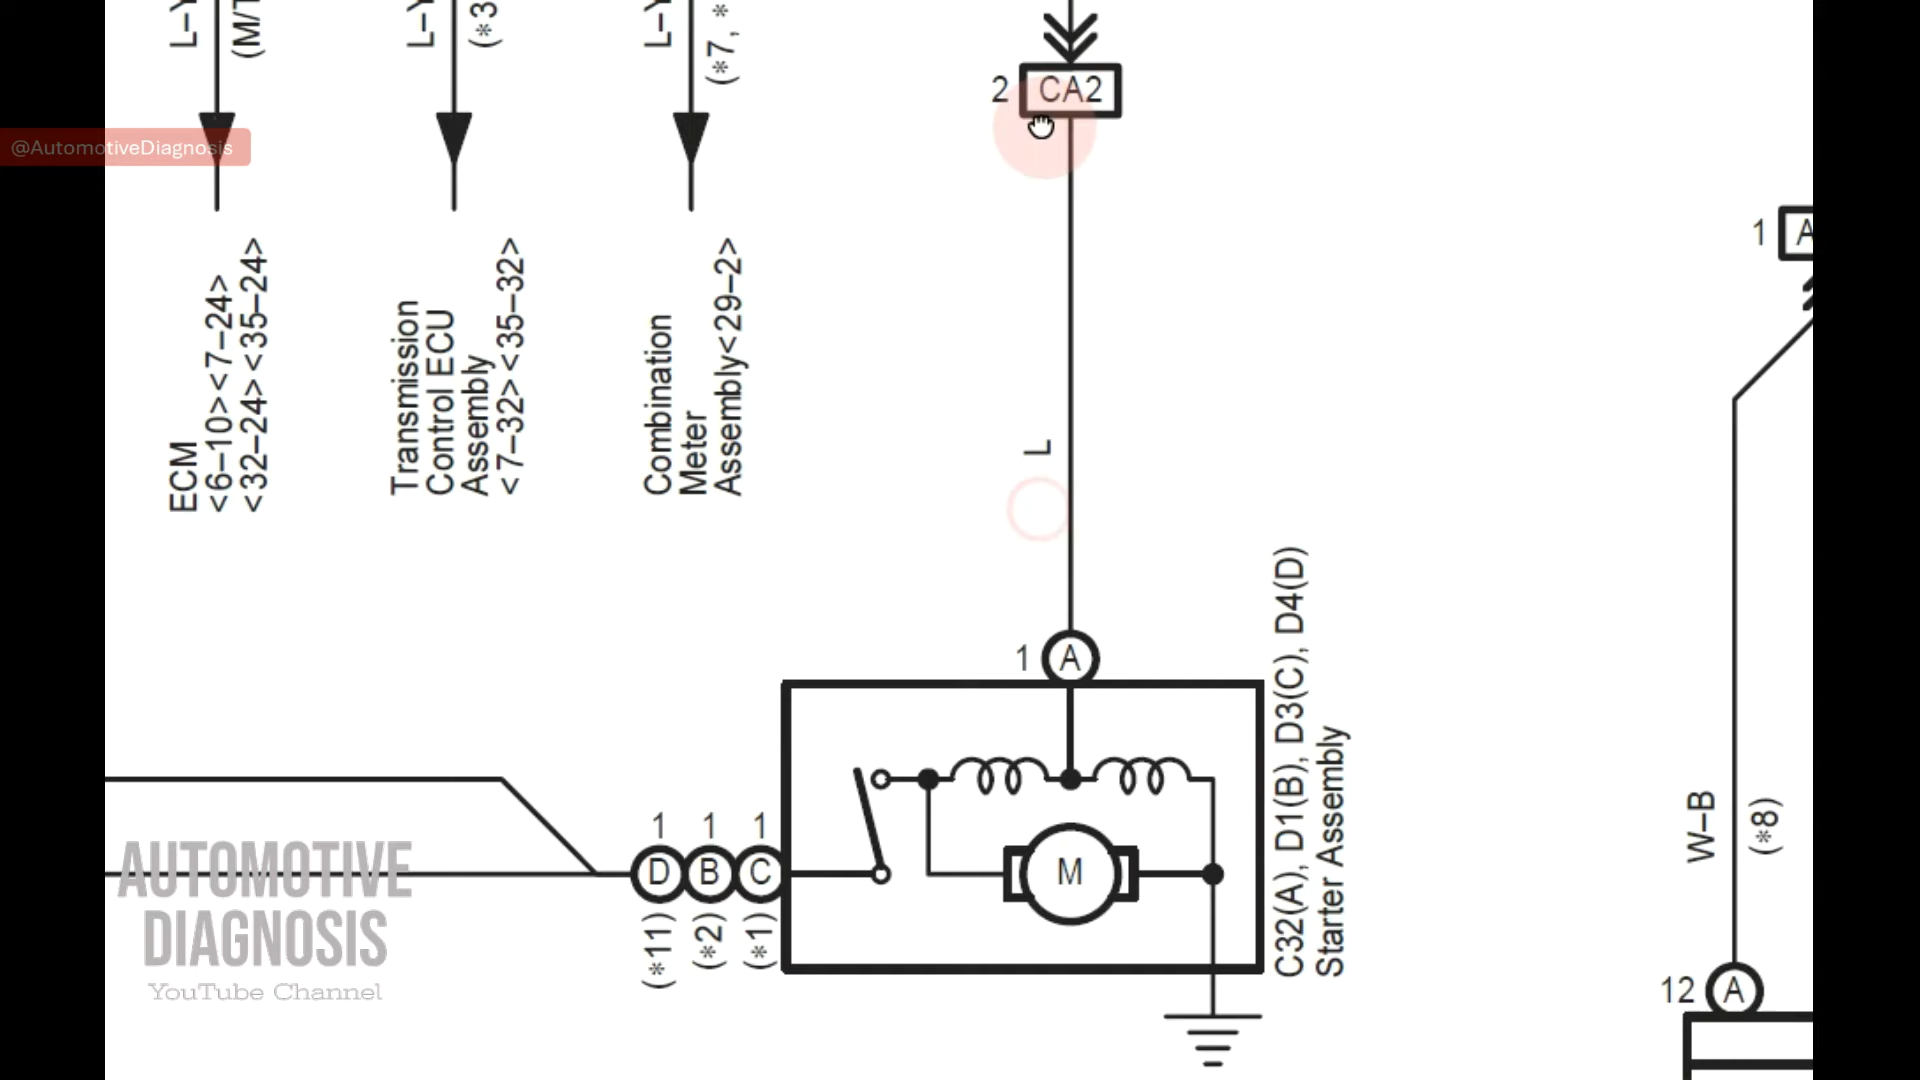 L–Y
(M/T
L–Y
(*3
L–Y
(*7, *
2 CA2
@AutomotiveDiagnosis
1 A
ECM
<6–10><7–24>
<32–24><35–24>
Transmission
Control ECU
Assembly
<7–32><35–32>
Combination
Meter
Assembly<29–2>
L
1 A
1 1 1
D B C
(*11) (*2) (*1)
M
C32(A), D1(B), D3(C), D4(D)
Starter Assembly
W–B
(*8)
12 A
AUTOMOTIVE
DIAGNOSIS
YouTube Channel